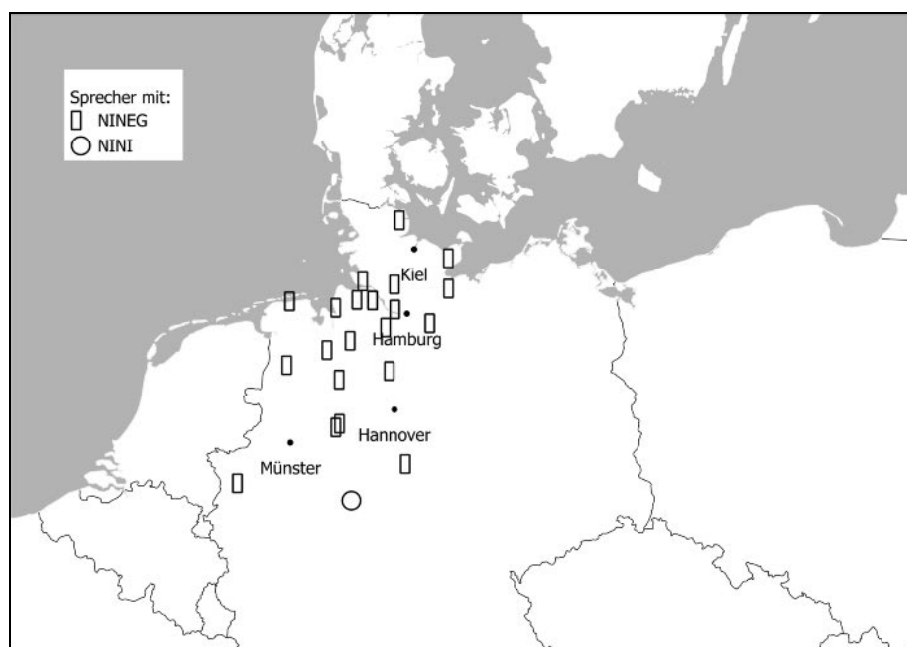 Sprecher mit:
NINEG
NINI
Kiel
Hamburg
Hannover
Münster